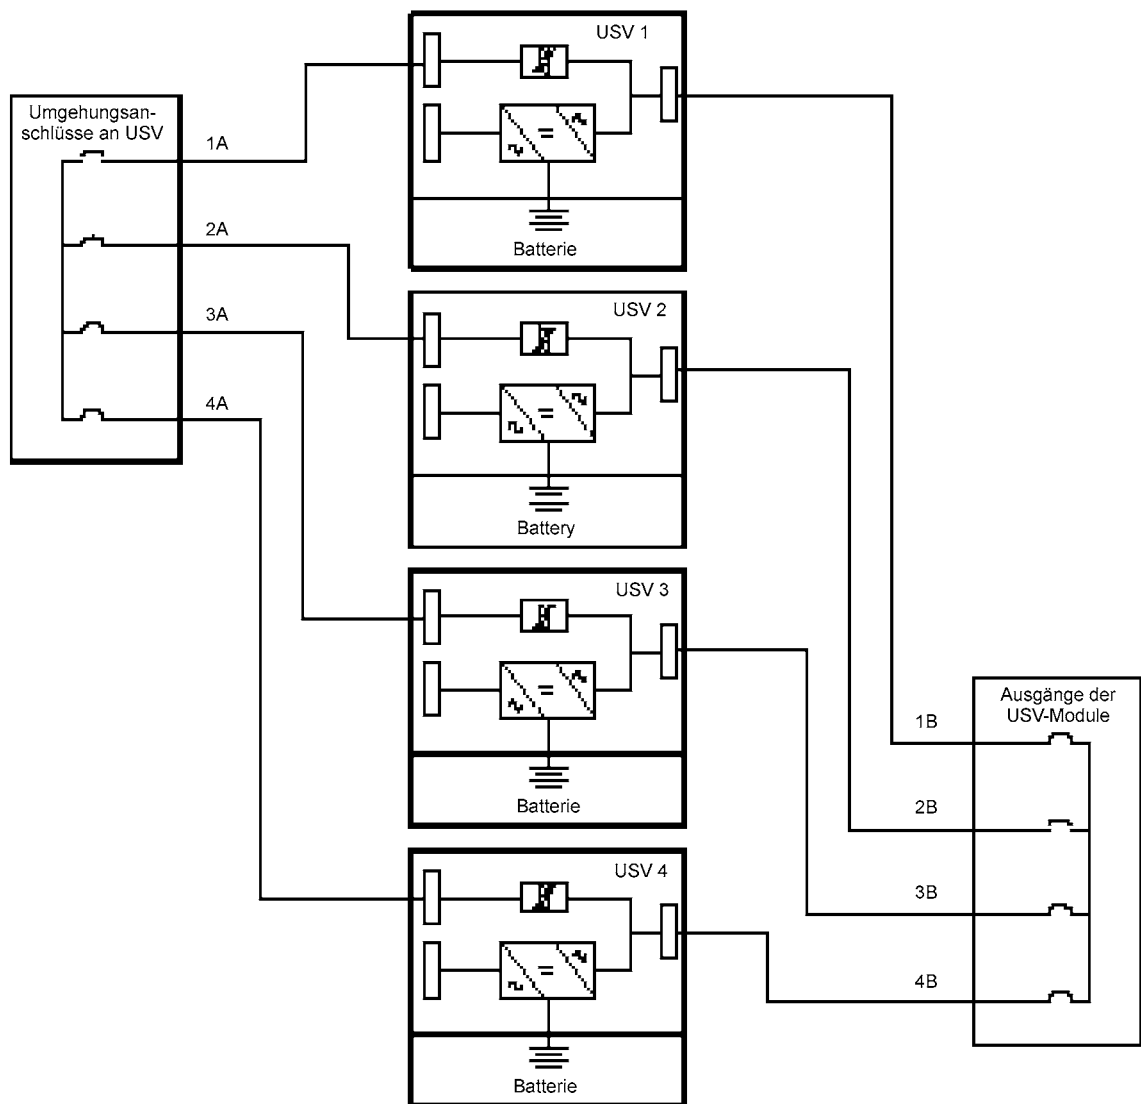 USV 1
Umgehungsan-
schlüsse an USV
1A
2A
Batterie
USV 2
3A
4A
Battery
USV 3
Ausgänge der
USV-Module
1B
Batterie
2B
USV 4
3B
4B
Batterie